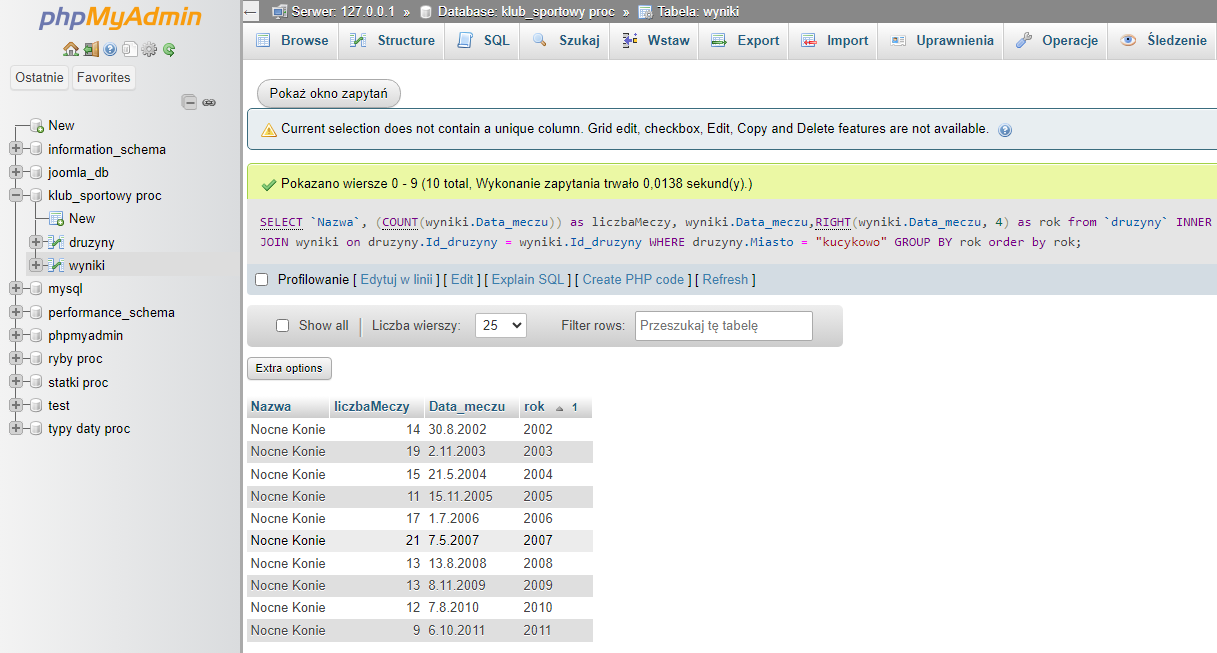 phpMyAdmin
Ostatnie Favorites
New
information_schema
joomla_db
klub_sportowy proc
New
druzyny
wyniki
mysql
performance_schema
phpmyadmin
ryby proc
statki proc
test
typy daty proc
Serwer: 127.0.0.1 » Database: klub_sportowy proc » Tabela: wyniki
Browse Structure SQL Szukaj Wstaw Export Import Uprawnienia Operacje Śledzenie
Pokaż okno zapytań
Current selection does not contain a unique column. Grid edit, checkbox, Edit, Copy and Delete features are not available.
Pokazano wiersze 0 - 9 (10 total, Wykonanie zapytania trwało 0,0138 sekund(y).)
SELECT `Nazwa`, (COUNT(wyniki.Data_meczu)) as liczbaMeczy, wyniki.Data_meczu,RIGHT(wyniki.Data_meczu, 4) as rok from `druzyny` INNER
JOIN wyniki on druzyny.Id_druzyny = wyniki.Id_druzyny WHERE druzyny.Miasto = "kucykowo" GROUP BY rok order by rok;
Profilowanie [ Edytuj w linii ] [ Edit ] [ Explain SQL ] [ Create PHP code ] [ Refresh ]
Show all | Liczba wierszy: 25 Filter rows: Przeszukaj tę tabelę
Extra options
Nazwa liczbaMeczy Data_meczu rok 1
Nocne Konie 14 30.8.2002 2002
Nocne Konie 19 2.11.2003 2003
Nocne Konie 15 21.5.2004 2004
Nocne Konie 11 15.11.2005 2005
Nocne Konie 17 1.7.2006 2006
Nocne Konie 21 7.5.2007 2007
Nocne Konie 13 13.8.2008 2008
Nocne Konie 13 8.11.2009 2009
Nocne Konie 12 7.8.2010 2010
Nocne Konie 9 6.10.2011 2011